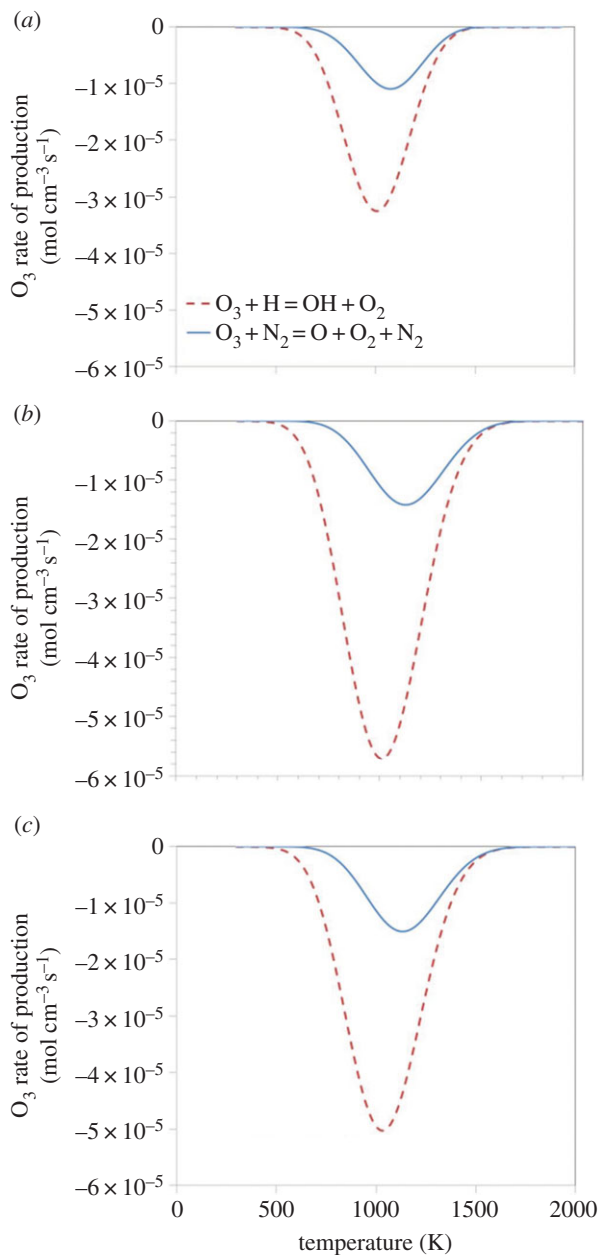 (a)
0
−1 × 10⁻⁵
−2 × 10⁻⁵
−3 × 10⁻⁵
−4 × 10⁻⁵
−5 × 10⁻⁵
−6 × 10⁻⁵
O₃ rate of production
(mol cm⁻³ s⁻¹)
O₃ + H = OH + O₂
O₃ + N₂ = O + O₂ + N₂
(b)
0
−1 × 10⁻⁵
−2 × 10⁻⁵
−3 × 10⁻⁵
−4 × 10⁻⁵
−5 × 10⁻⁵
−6 × 10⁻⁵
O₃ rate of production
(mol cm⁻³ s⁻¹)
(c)
0
−1 × 10⁻⁵
−2 × 10⁻⁵
−3 × 10⁻⁵
−4 × 10⁻⁵
−5 × 10⁻⁵
−6 × 10⁻⁵
O₃ rate of production
(mol cm⁻³ s⁻¹)
0 500 1000 1500 2000
temperature (K)